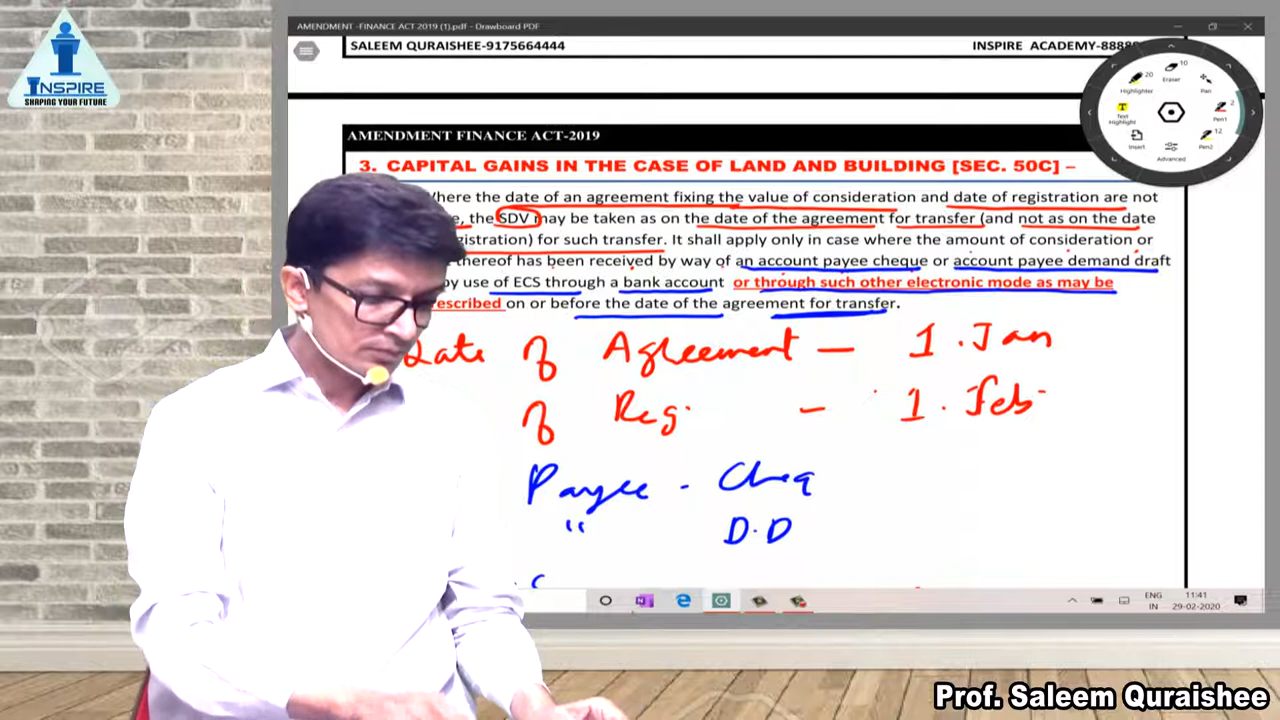 INSPIRE
SHAPING YOUR FUTURE
AMENDMENT -FINANCE ACT 2019 (1).pdf - Drawboard PDF
SALEEM QURAISHEE-9175664444 INSPIRE ACADEMY-8888
AMENDMENT FINANCE ACT-2019
3. CAPITAL GAINS IN THE CASE OF LAND AND BUILDING [SEC. 50C] –
here the date of an agreement fixing the value of consideration and date of registration are not
, the SDV may be taken as on the date of the agreement for transfer (and not as on the date
gistration) for such transfer. It shall apply only in case where the amount of consideration or
thereof has been received by way of an account payee cheque or account payee demand draft
by use of ECS through a bank account or through such other electronic mode as may be
rescribed on or before the date of the agreement for transfer.
Date of Agreement – 1. Jan
of Reg. – 1. Feb
Payee - Cheq
" D.D
20
Highlighter
10
Eraser
Pan
Text Highlight
2
Pen1
Insert
Advanced
12
Pen2
ENG
IN
11:41
29-02-2020
Prof. Saleem Quraishee